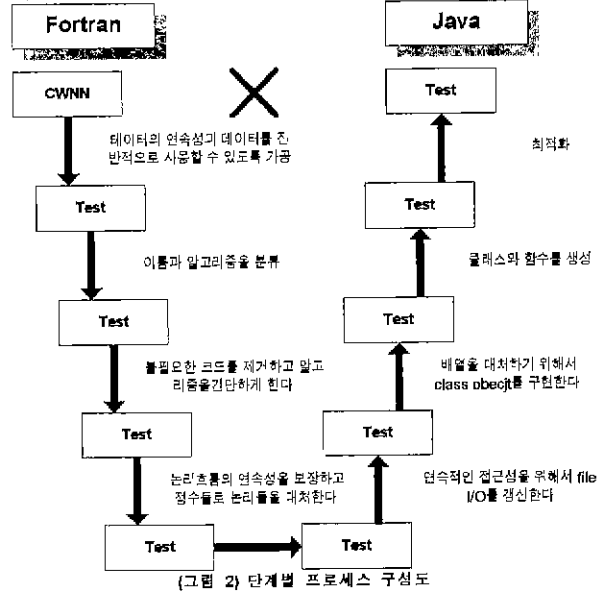 Fortran
Java
CWNN
Test
데이터의 연속성과 데이터를 전
반적으로 사용할 수 있도록 가공
최적화
Test
Test
이름과 알고리즘을 분류
클래스와 함수를 생성
Test
Test
불필요한 코드를 제거하고 알고
리즘을간단하게 한다
배열을 대처하기 위해서
class obecjt를 구현한다
Test
Test
논리흐름의 연속성을 보장하고
정수들로 논리들을 대처한다
연속적인 접근성을 위해서 file
I/O를 갱신한다
Test
Test
(그림 2) 단계별 프로세스 구성도